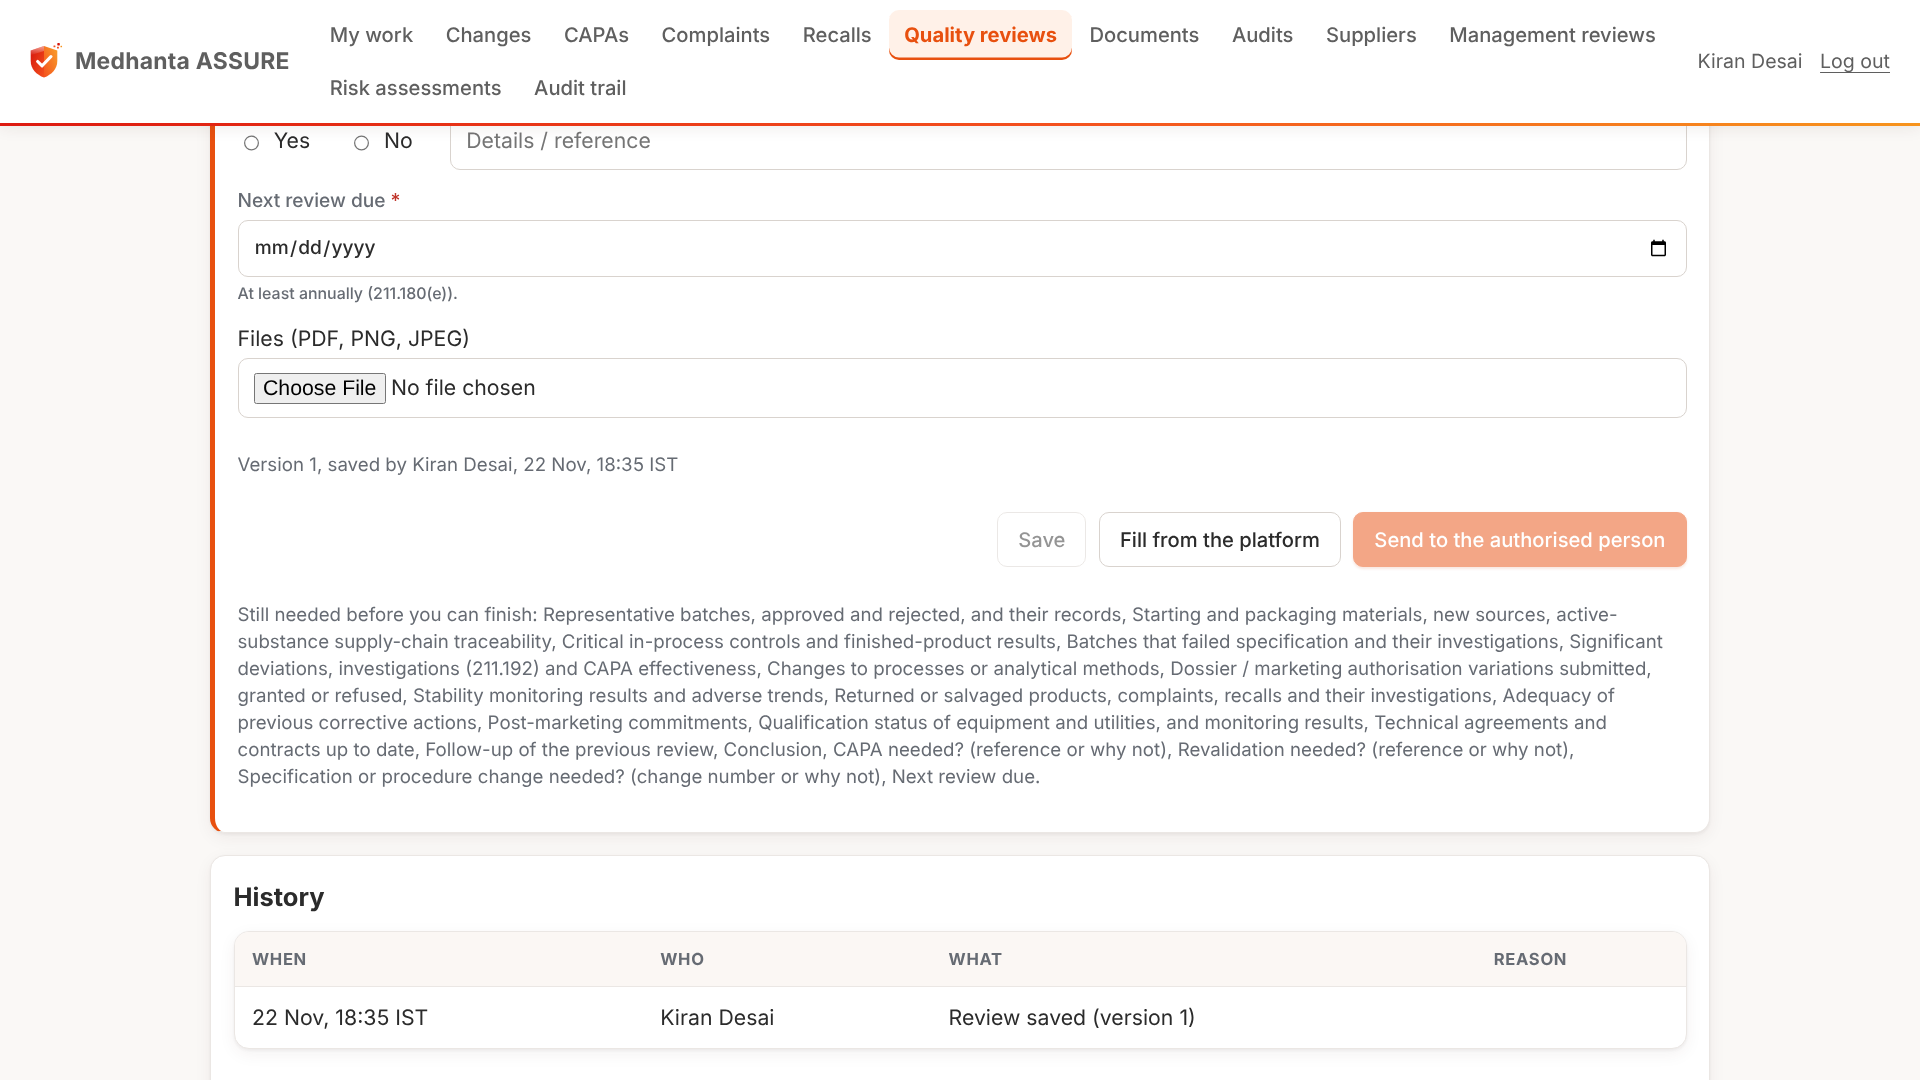 Medhanta ASSURE
My work Changes CAPAs Complaints Recalls Quality reviews Documents Audits Suppliers Management reviews
Risk assessments Audit trail
Kiran Desai Log out
Yes No Details / reference
Next review due *
mm/dd/yyyy
At least annually (211.180(e)).
Files (PDF, PNG, JPEG)
Choose File No file chosen
Version 1, saved by Kiran Desai, 22 Nov, 18:35 IST
Save Fill from the platform Send to the authorised person
Still needed before you can finish: Representative batches, approved and rejected, and their records, Starting and packaging materials, new sources, active-
substance supply-chain traceability, Critical in-process controls and finished-product results, Batches that failed specification and their investigations, Significant
deviations, investigations (211.192) and CAPA effectiveness, Changes to processes or analytical methods, Dossier / marketing authorisation variations submitted,
granted or refused, Stability monitoring results and adverse trends, Returned or salvaged products, complaints, recalls and their investigations, Adequacy of
previous corrective actions, Post-marketing commitments, Qualification status of equipment and utilities, and monitoring results, Technical agreements and
contracts up to date, Follow-up of the previous review, Conclusion, CAPA needed? (reference or why not), Revalidation needed? (reference or why not),
Specification or procedure change needed? (change number or why not), Next review due.
History
WHEN WHO WHAT REASON
22 Nov, 18:35 IST Kiran Desai Review saved (version 1)